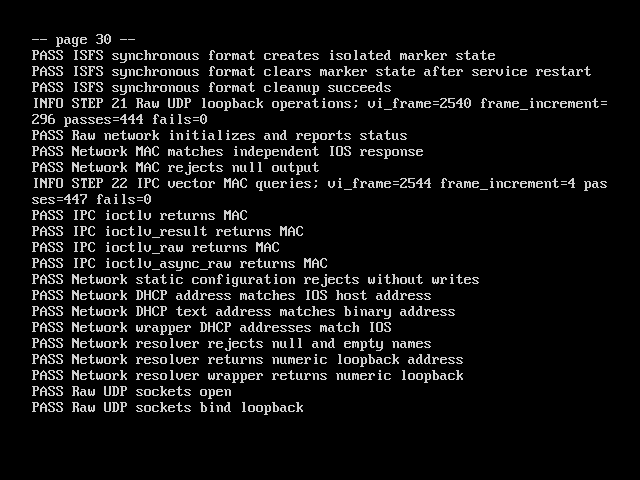 -- page 30 --
PASS ISFS synchronous format creates isolated marker state
PASS ISFS synchronous format clears marker state after service restart
PASS ISFS synchronous format cleanup succeeds
INFO STEP 21 Raw UDP loopback operations; vi_frame=2540 frame_increment=
296 passes=444 fails=0
PASS Raw network initializes and reports status
PASS Network MAC matches independent IOS response
PASS Network MAC rejects null output
INFO STEP 22 IPC vector MAC queries; vi_frame=2544 frame_increment=4 pas
ses=447 fails=0
PASS IPC ioctlv returns MAC
PASS IPC ioctlv_result returns MAC
PASS IPC ioctlv_raw returns MAC
PASS IPC ioctlv_async_raw returns MAC
PASS Network static configuration rejects without writes
PASS Network DHCP address matches IOS host address
PASS Network DHCP text address matches binary address
PASS Network wrapper DHCP addresses match IOS
PASS Network resolver rejects null and empty names
PASS Network resolver returns numeric loopback address
PASS Network resolver wrapper returns numeric loopback
PASS Raw UDP sockets open
PASS Raw UDP sockets bind loopback